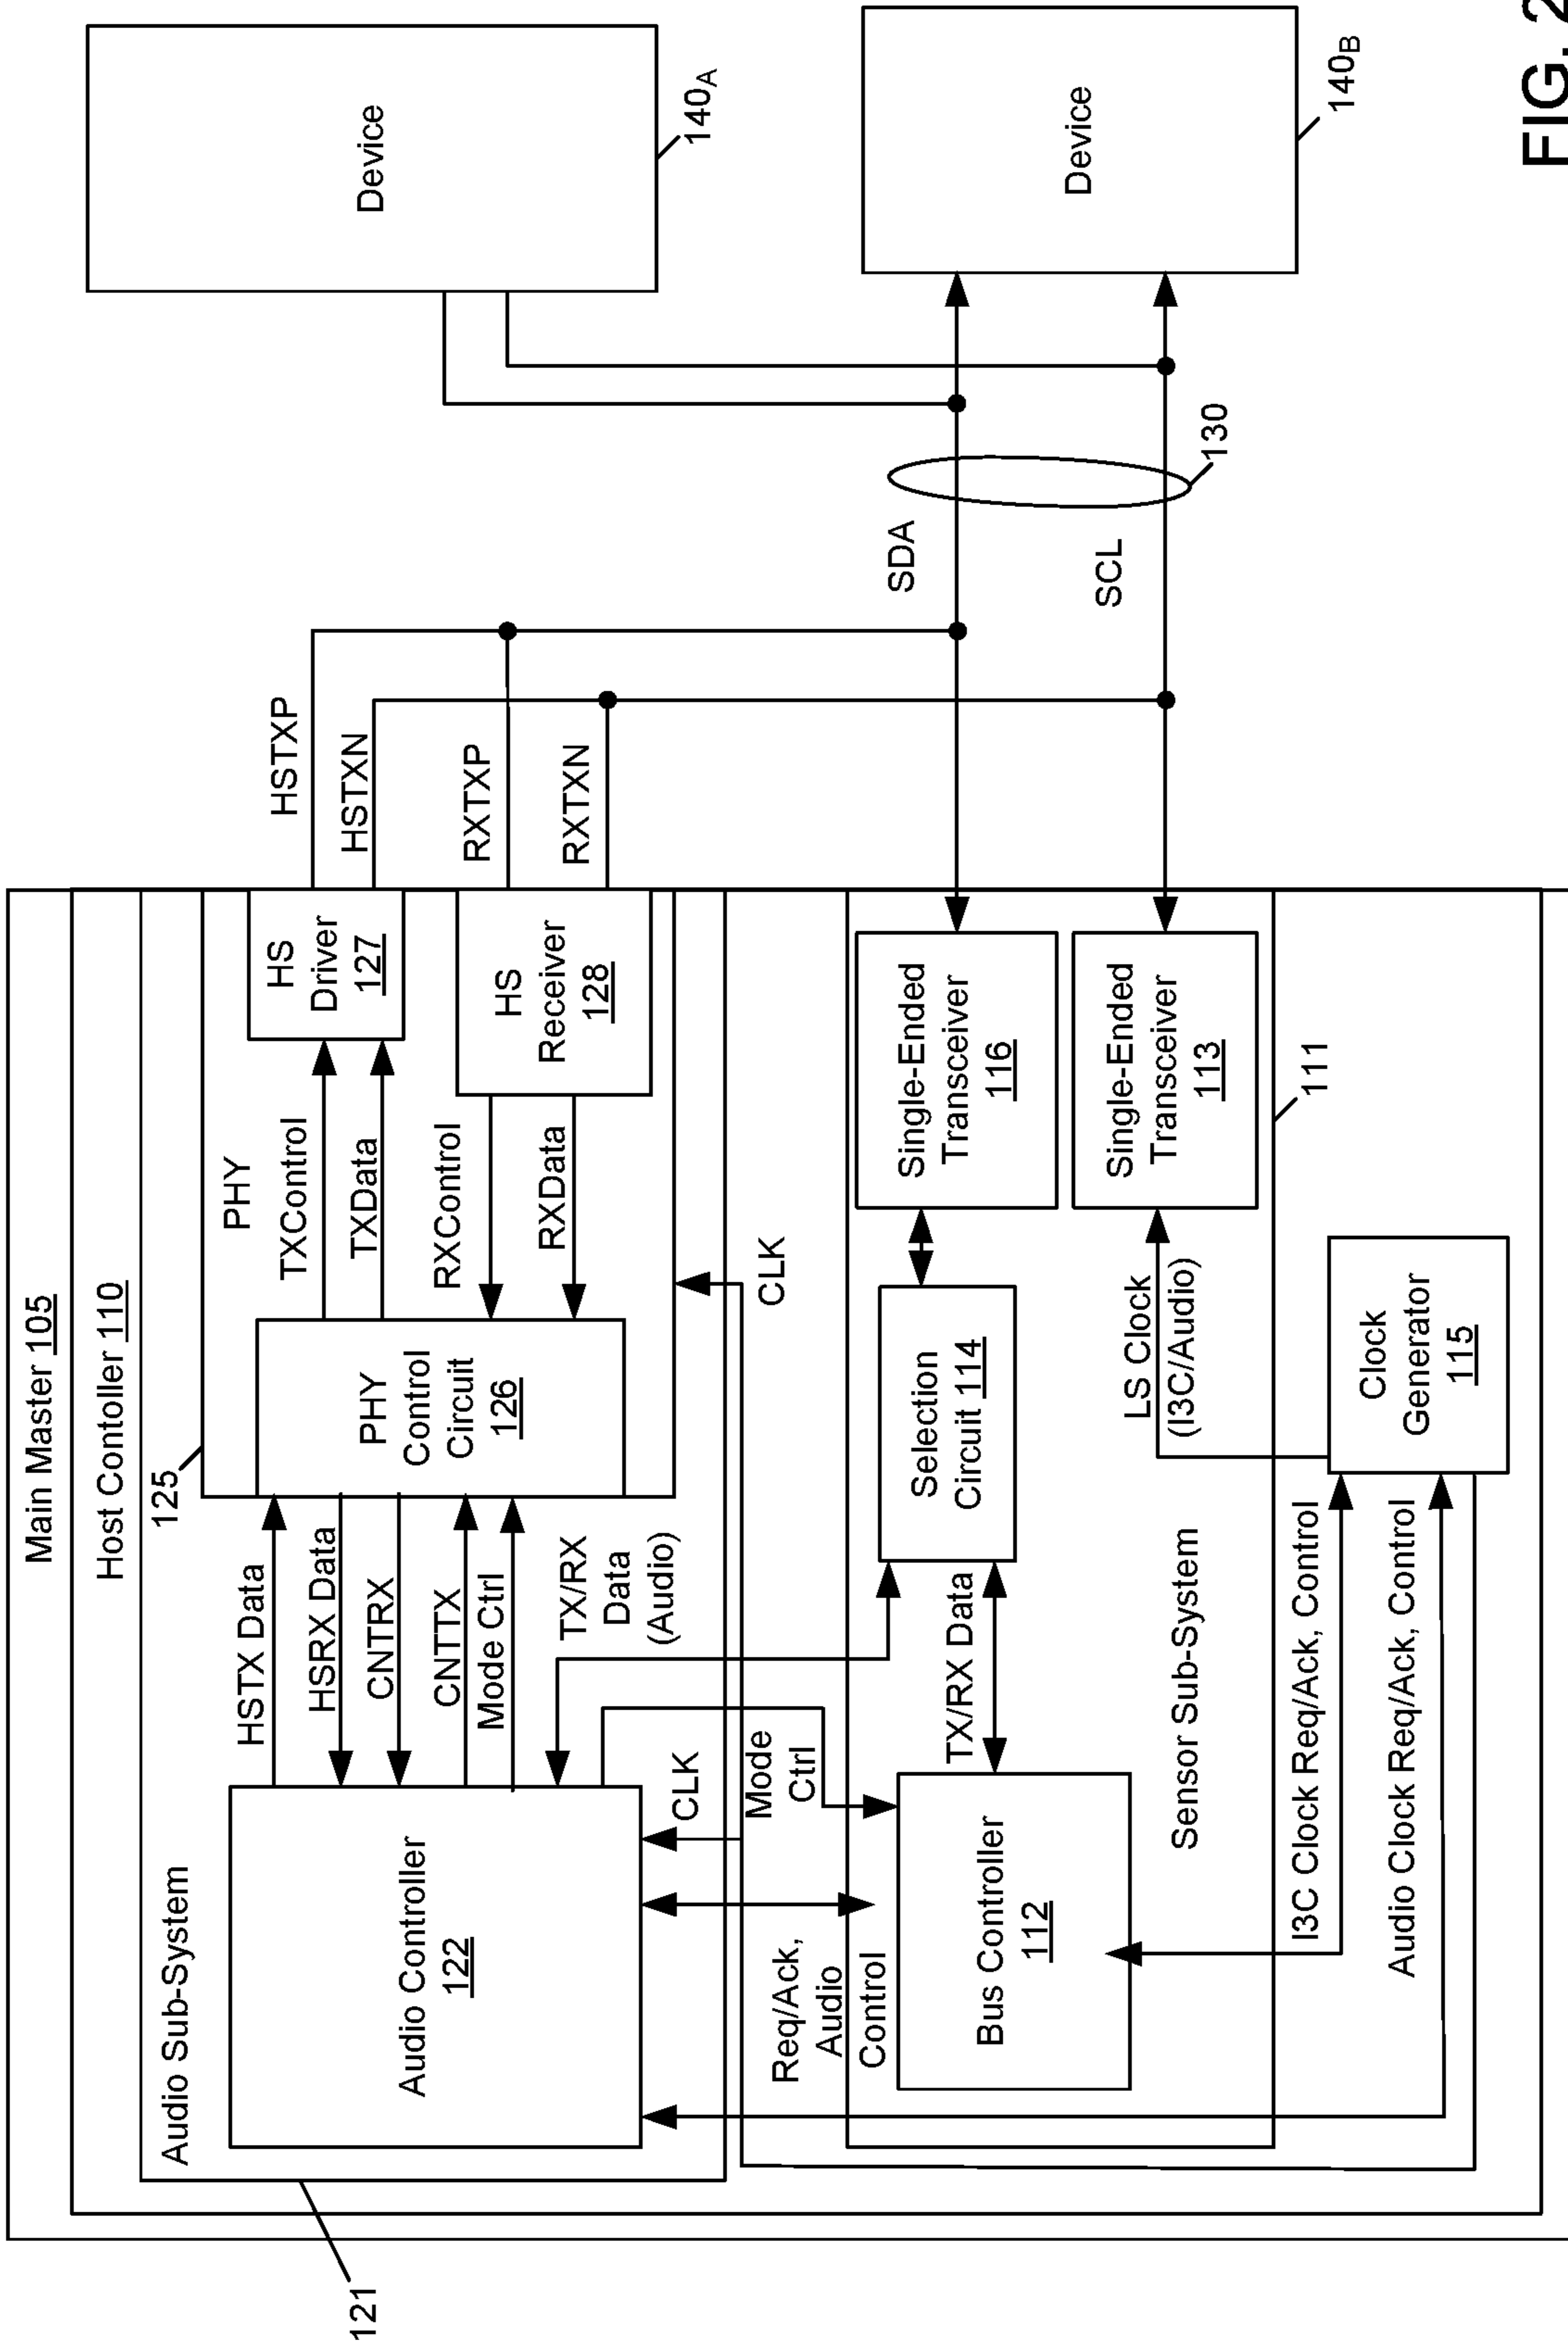 Main Master 105
Host Contoller 110
125
121
Audio Sub-System
Audio Controller
122
HSTX Data
HSRX Data
CNTRX
CNTTX
Mode Ctrl
TX/RX
Data
(Audio)
PHY
PHY
Control
Circuit
126
TXControl
TXData
RXControl
RXData
HS
Driver
127
HS
Receiver
128
HSTXP
HSTXN
RXTXP
RXTXN
Device
140A
CLK
CLK
Mode
Ctrl
Req/Ack,
Audio
Control
Bus Controller
112
TX/RX Data
Selection
Circuit 114
Single-Ended
Transceiver
116
Single-Ended
Transceiver
113
111
LS Clock
(I3C/Audio)
Sensor Sub-System
I3C Clock Req/Ack, Control
Audio Clock Req/Ack, Control
Clock
Generator
115
SDA
SCL
130
Device
140B
FIG. 2